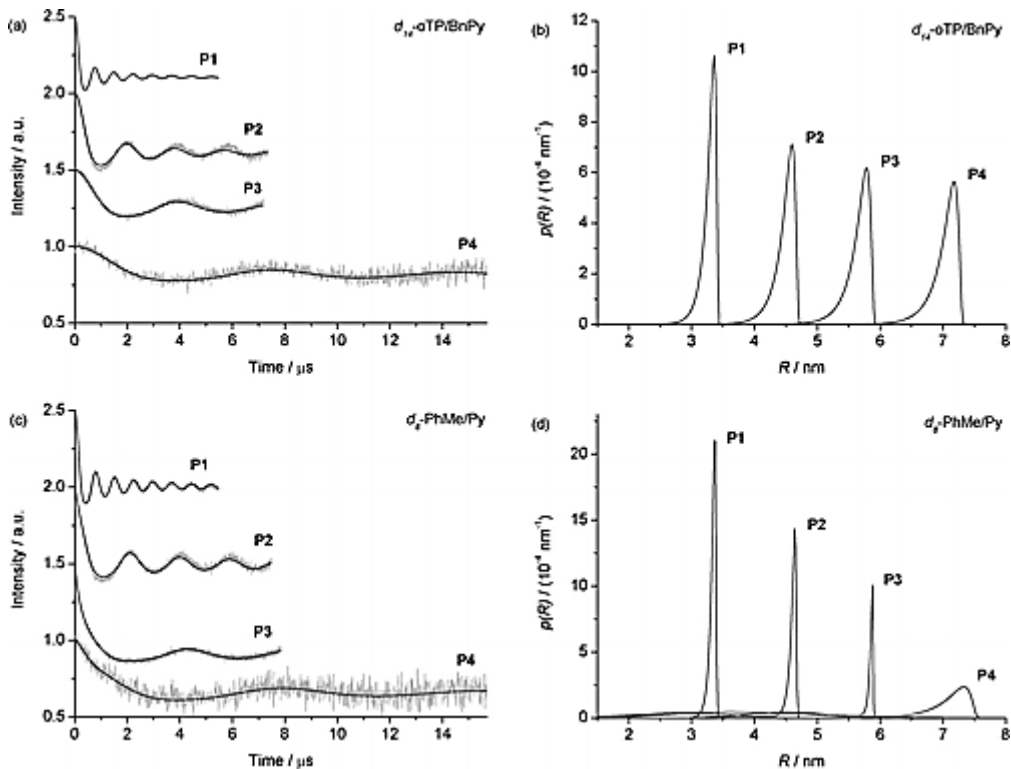 (a)
d₁₄-oTP/BnPy
2.5
2.0
1.5
1.0
0.5
Intensity / a.u.
P1
P2
P3
P4
0 2 4 6 8 10 12 14
Time / μs
(b)
d₁₄-oTP/BnPy
12
10
8
6
4
2
0
p(R) / (10⁻⁴ nm⁻¹)
P1
P2
P3
P4
2 3 4 5 6 7 8
R / nm
(c)
d₈-PhMe/Py
2.5
2.0
1.5
1.0
0.5
Intensity / a.u.
P1
P2
P3
P4
0 2 4 6 8 10 12 14
Time / μs
(d)
d₈-PhMe/Py
20
15
10
5
0
p(R) / (10⁻⁴ nm⁻¹)
P1
P2
P3
P4
2 3 4 5 6 7 8
R / nm